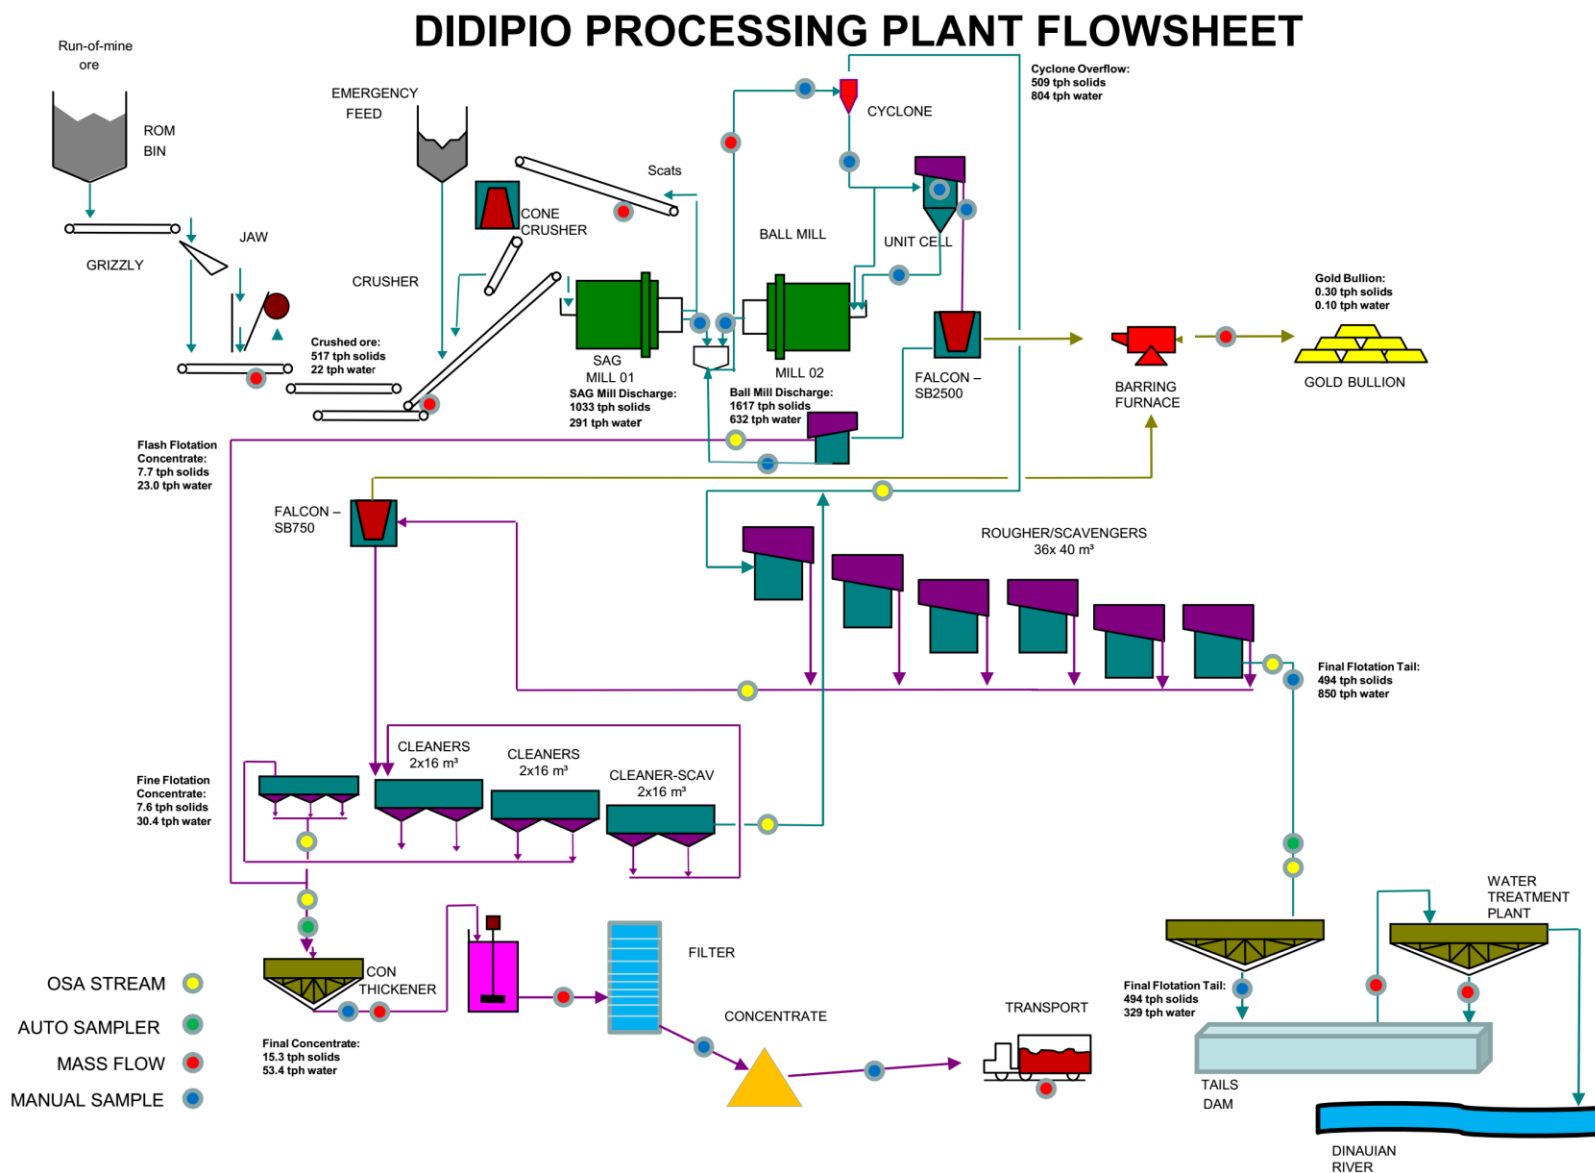 DIDIPIO PROCESSING PLANT FLOWSHEET
Run-of-mine
ore
ROM
BIN
EMERGENCY
FEED
Scats
CONE
CRUSHER
CYCLONE
Cyclone Overflow:
509 tph solids
804 tph water
JAW
GRIZZLY
CRUSHER
BALL MILL
UNIT CELL
Crushed ore:
517 tph solids
22 tph water
SAG
MILL 01
SAG Mill Discharge:
1033 tph solids
291 tph water
MILL 02
Ball Mill Discharge:
1617 tph solids
632 tph water
FALCON –
SB2500
BARRING
FURNACE
Gold Bullion:
0.30 tph solids
0.10 tph water
GOLD BULLION
Flash Flotation
Concentrate:
7.7 tph solids
23.0 tph water
FALCON –
SB750
ROUGHER/SCAVENGERS
36x 40 m³
Final Flotation Tail:
494 tph solids
850 tph water
Fine Flotation
Concentrate:
7.6 tph solids
30.4 tph water
CLEANERS
2x16 m³
CLEANERS
2x16 m³
CLEANER-SCAV
2x16 m³
WATER
TREATMENT
PLANT
CON
THICKENER
FILTER
CONCENTRATE
TRANSPORT
Final Concentrate:
15.3 tph solids
53.4 tph water
Final Flotation Tail:
494 tph solids
329 tph water
TAILS
DAM
DINAUIAN
RIVER
OSA STREAM
AUTO SAMPLER
MASS FLOW
MANUAL SAMPLE